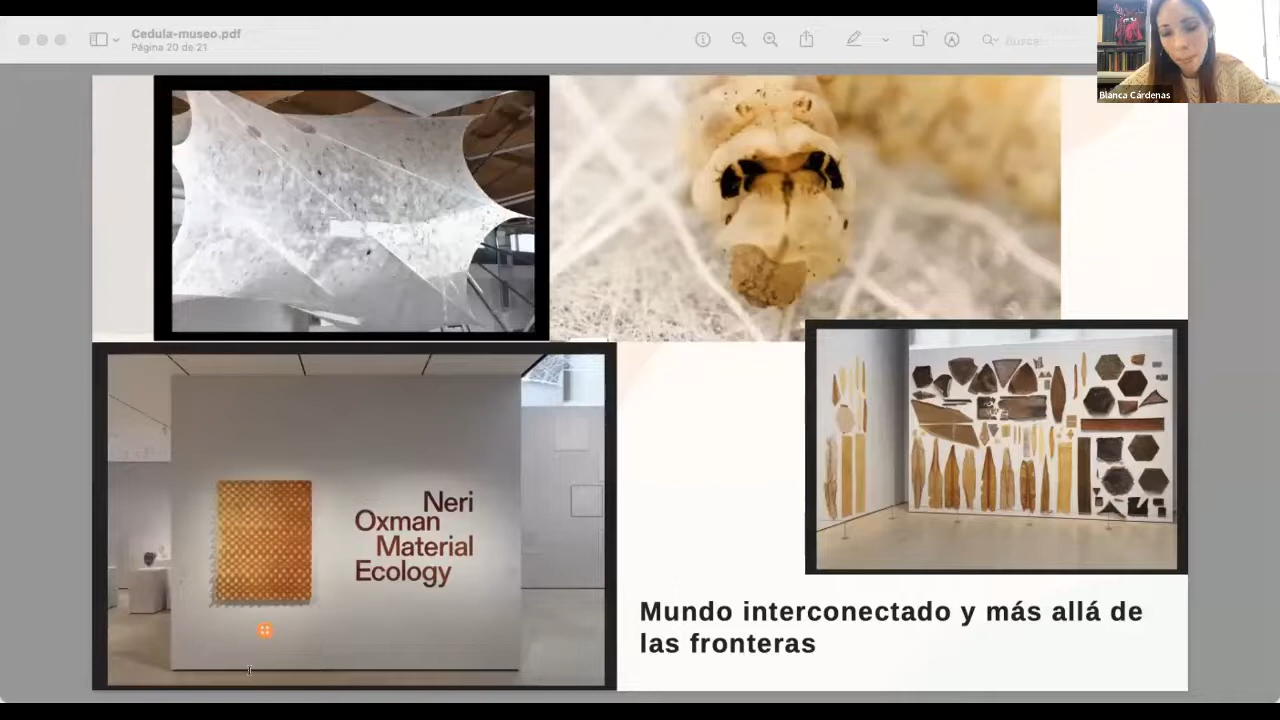 Cedula-museo.pdf
Página 20 de 21
Buscar
Blanca Cárdenas
Neri
Oxman
Material
Ecology
Mundo interconectado y más allá de
las fronteras